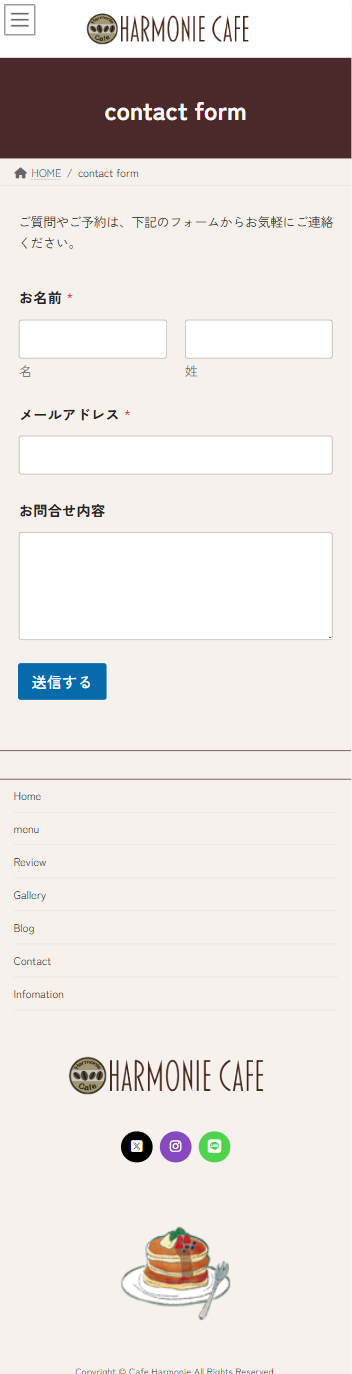 Harmonie Cafe HARMONIE CAFE
contact form
HOME / contact form
ご質問やご予約は、下記のフォームからお気軽にご連絡
ください。
お名前 *
名 姓
メールアドレス *
お問合せ内容
送信する
Home
menu
Review
Gallery
Blog
Contact
Infomation
Harmonie Cafe HARMONIE CAFE
Copyright © Cafe Harmonie All Rights Reserved.